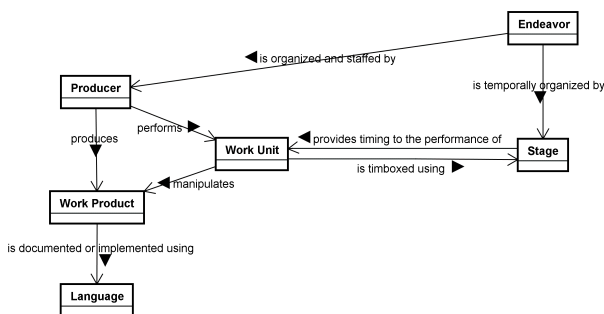 Endeavor
is organized and staffed by
Producer
is temporally organized by
performs
produces
provides timing to the performance of
Work Unit
Stage
is timboxed using
manipulates
Work Product
is documented or implemented using
Language